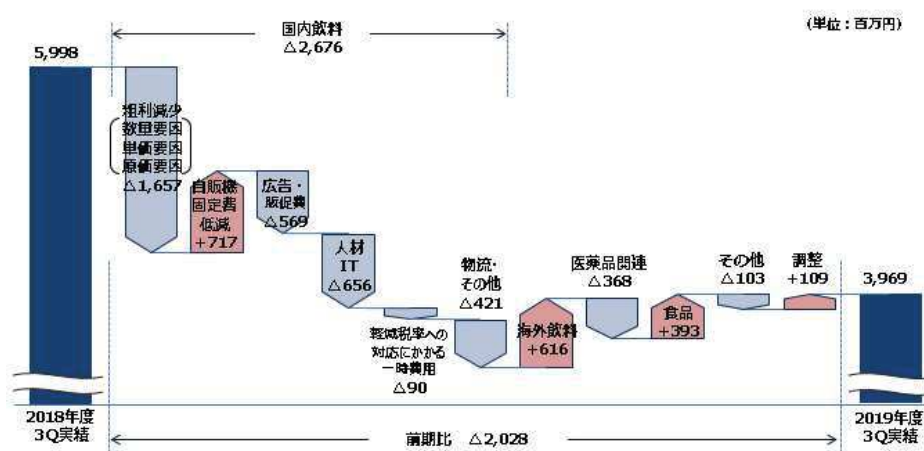 (単位:百万円)
国内飲料
△2,676
5,998
粗利減少
数量要因
単価要因
原価要因
△1,657
自販機
固定費
低減
+717
広告・
販促費
△569
人材
IT
△656
軽減税率への
対応にかかる
一時費用
△90
物流・
その他
△421
海外飲料
+616
医薬品関連
△368
食品
+393
その他
△103
調整
+109
3,969
2018年度
3Q実績
前期比 △2,028
2019年度
3Q実績